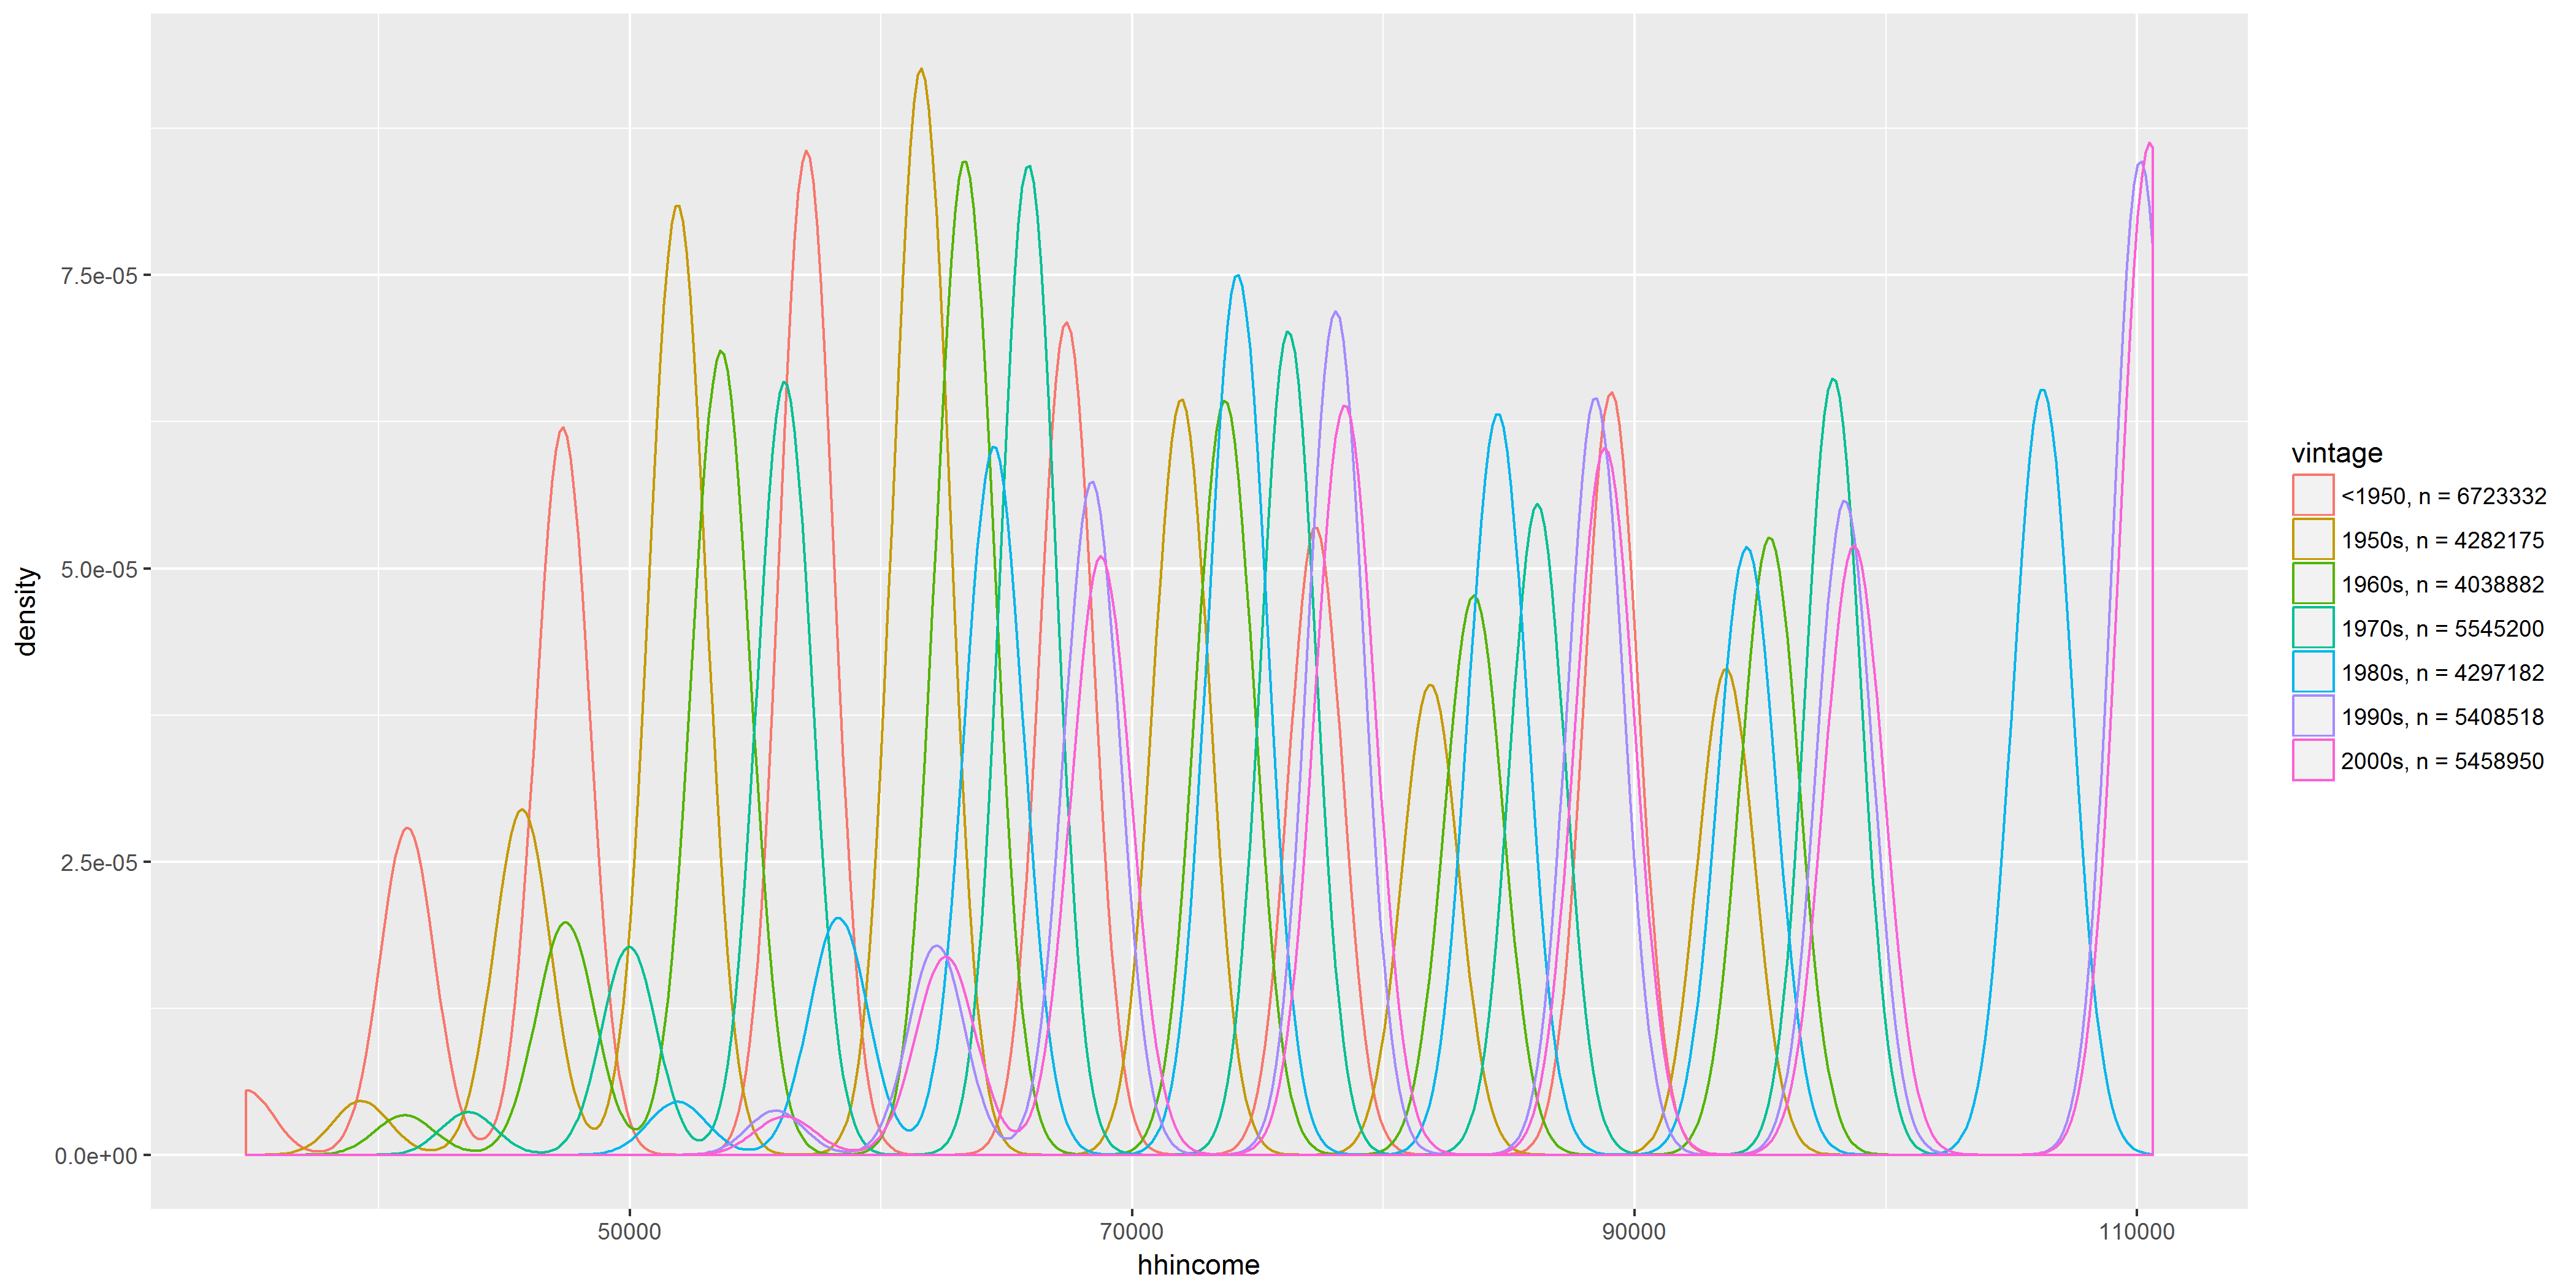 7.5e-05
5.0e-05
2.5e-05
0.0e+00
density
50000
70000
90000
110000
hhincome
vintage
<1950, n = 6723332
1950s, n = 4282175
1960s, n = 4038882
1970s, n = 5545200
1980s, n = 4297182
1990s, n = 5408518
2000s, n = 5458950